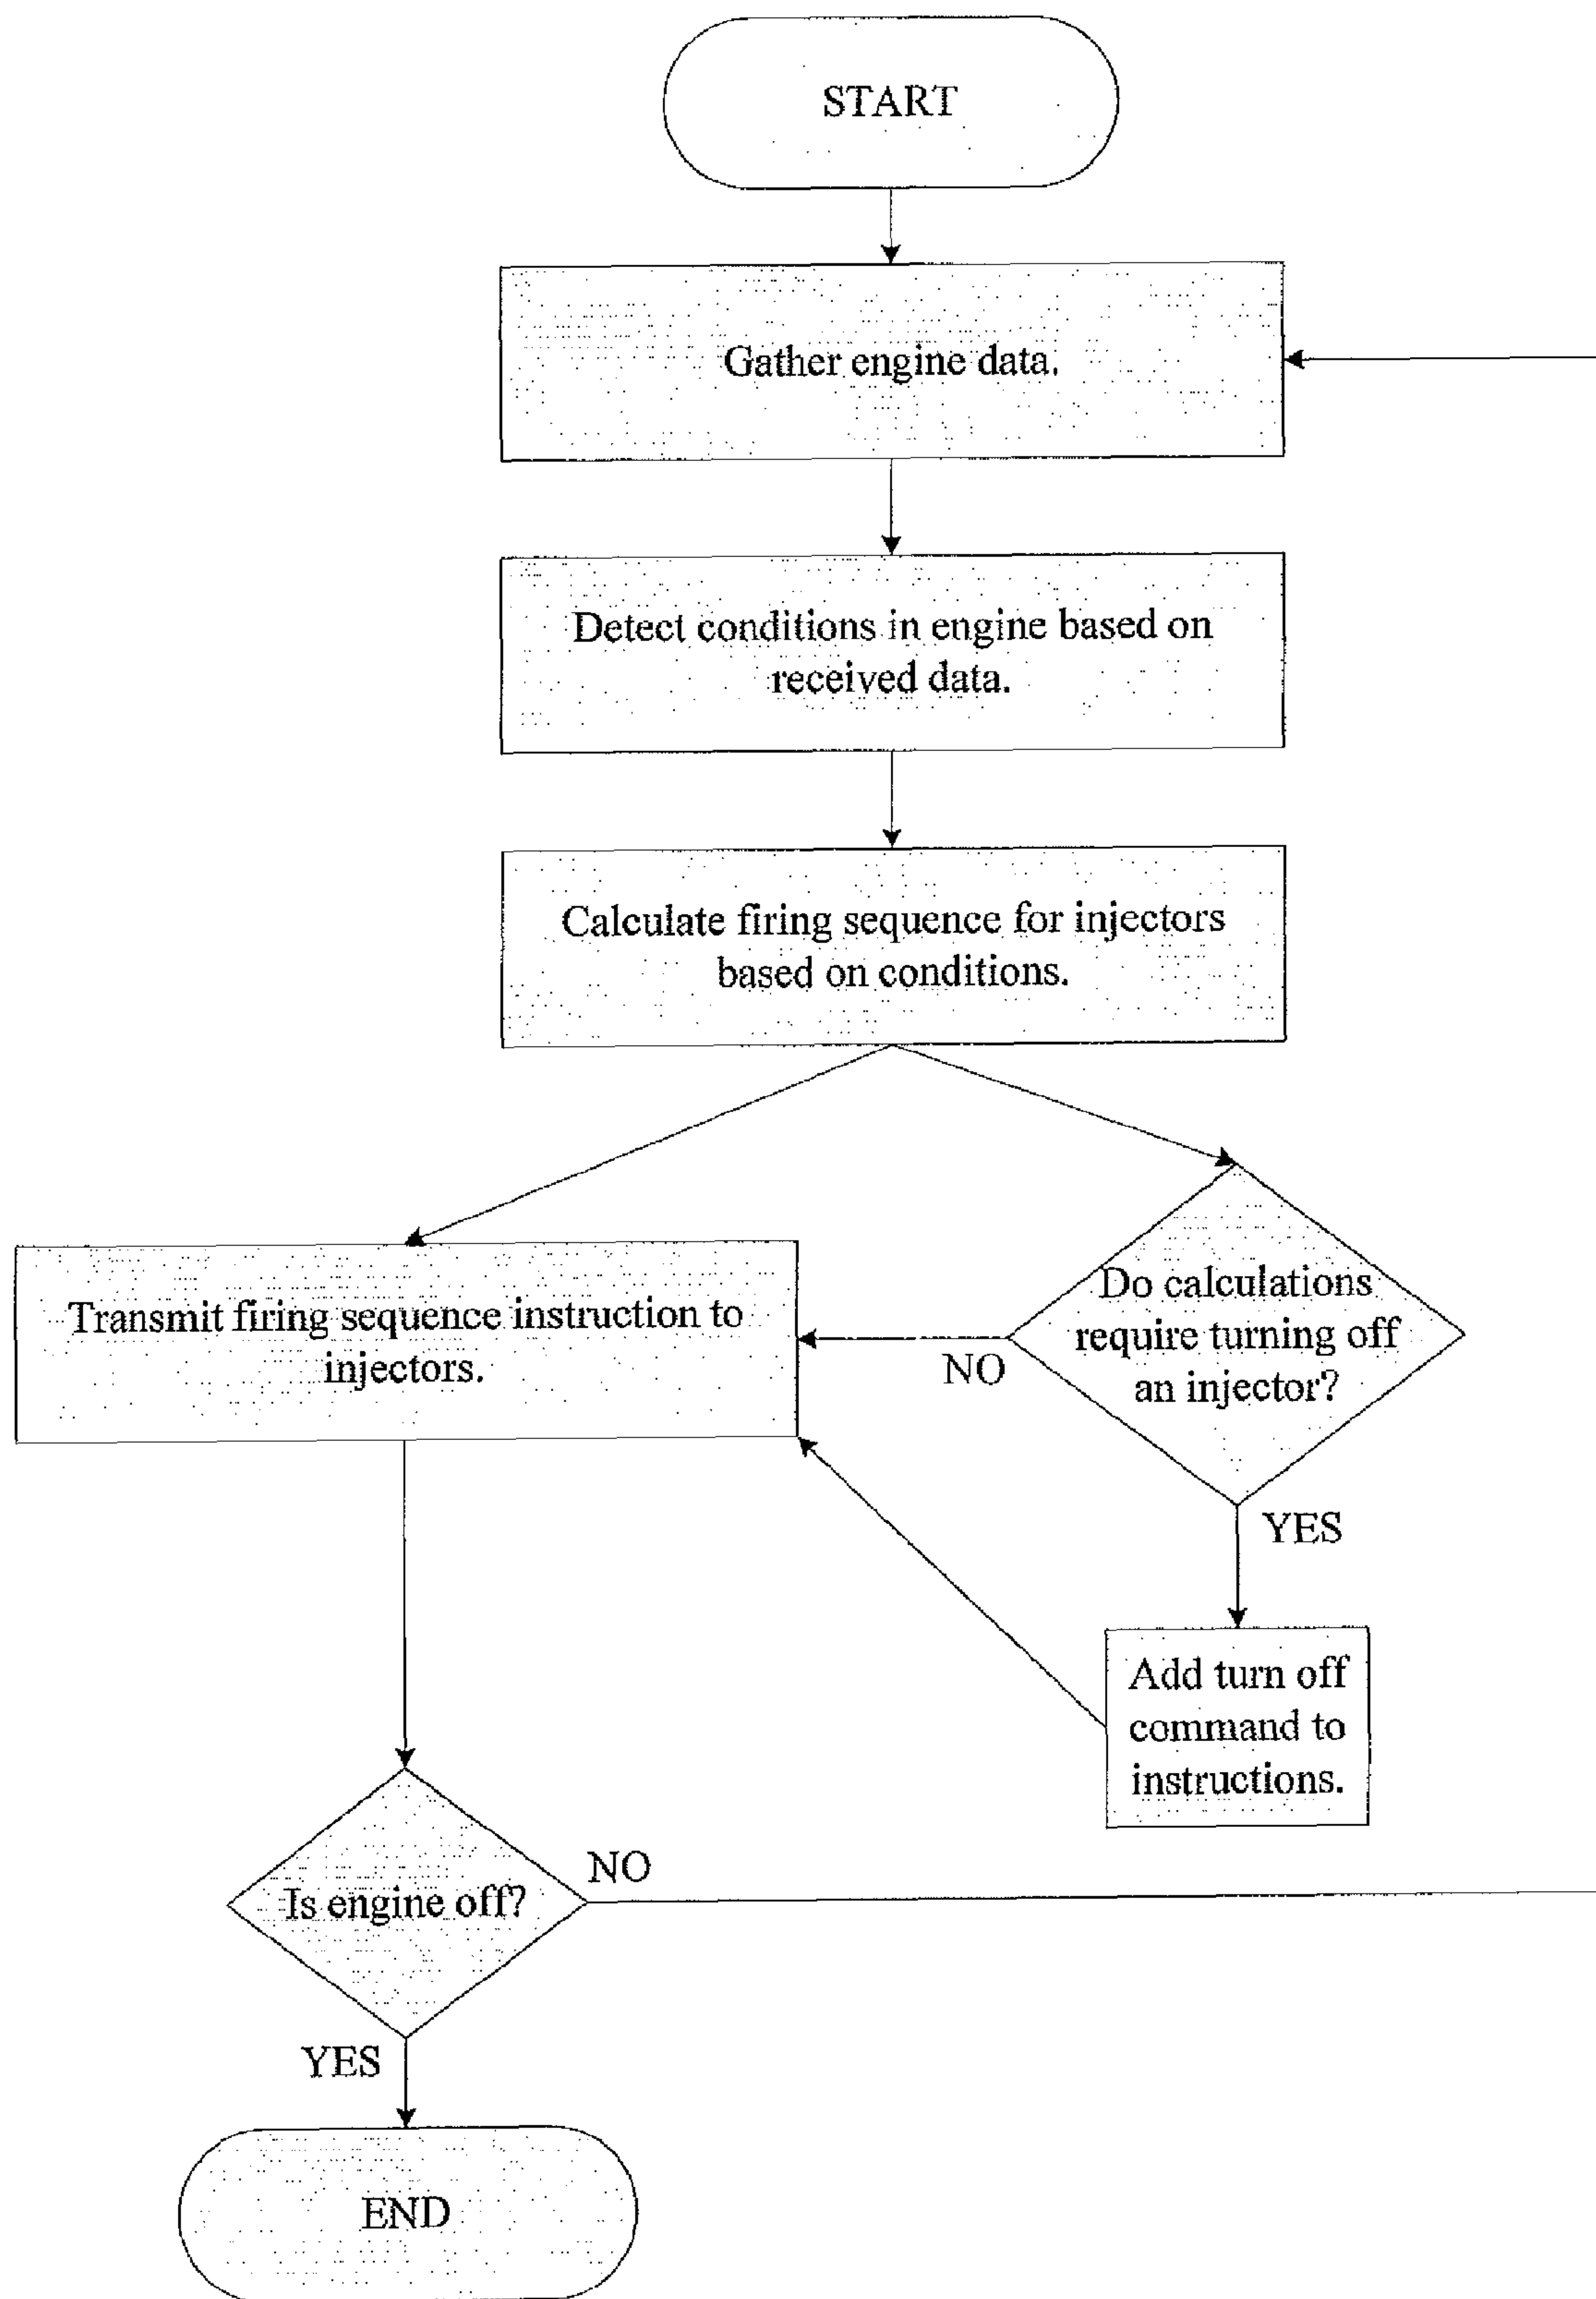 START
Gather engine data.
Detect conditions in engine based on
received data.
Calculate firing sequence for injectors
based on conditions.
Transmit firing sequence instruction to
injectors.
Do calculations
require turning off
an injector?
NO
YES
Add turn off
command to
instructions.
Is engine off?
NO
YES
END